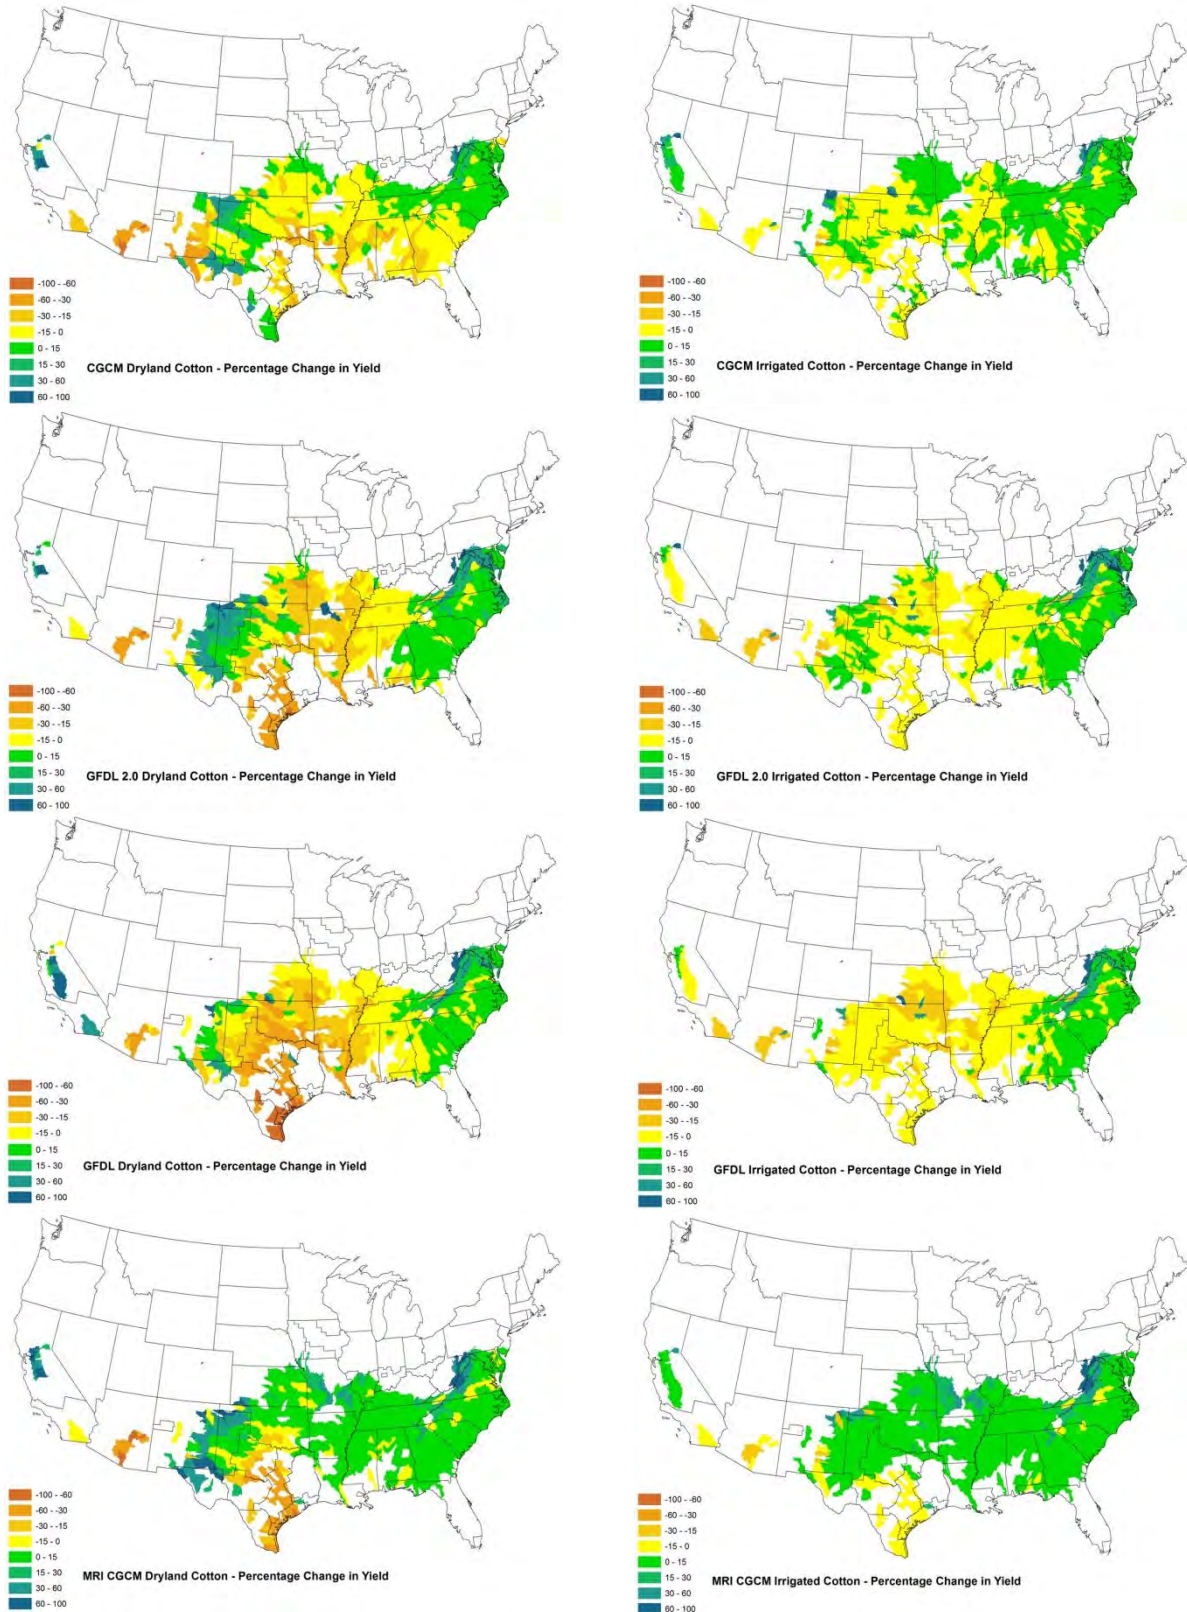 -100 - -60
-60 - -30
-30 - -15
-15 - 0
0 - 15
15 - 30
30 - 60
60 - 100
CGCM Dryland Cotton - Percentage Change in Yield
-100 - -60
-60 - -30
-30 - -15
-15 - 0
0 - 15
15 - 30
30 - 60
60 - 100
CGCM Irrigated Cotton - Percentage Change in Yield
-100 - -60
-60 - -30
-30 - -15
-15 - 0
0 - 15
15 - 30
30 - 60
60 - 100
GFDL 2.0 Dryland Cotton - Percentage Change in Yield
-100 - -60
-60 - -30
-30 - -15
-15 - 0
0 - 15
15 - 30
30 - 60
60 - 100
GFDL 2.0 Irrigated Cotton - Percentage Change in Yield
-100 - -60
-60 - -30
-30 - -15
-15 - 0
0 - 15
15 - 30
30 - 60
60 - 100
GFDL Dryland Cotton - Percentage Change in Yield
-100 - -60
-60 - -30
-30 - -15
-15 - 0
0 - 15
15 - 30
30 - 60
60 - 100
GFDL Irrigated Cotton - Percentage Change in Yield
-100 - -60
-60 - -30
-30 - -15
-15 - 0
0 - 15
15 - 30
30 - 60
60 - 100
MRI CGCM Dryland Cotton - Percentage Change in Yield
-100 - -60
-60 - -30
-30 - -15
-15 - 0
0 - 15
15 - 30
30 - 60
60 - 100
MRI CGCM Irrigated Cotton - Percentage Change in Yield